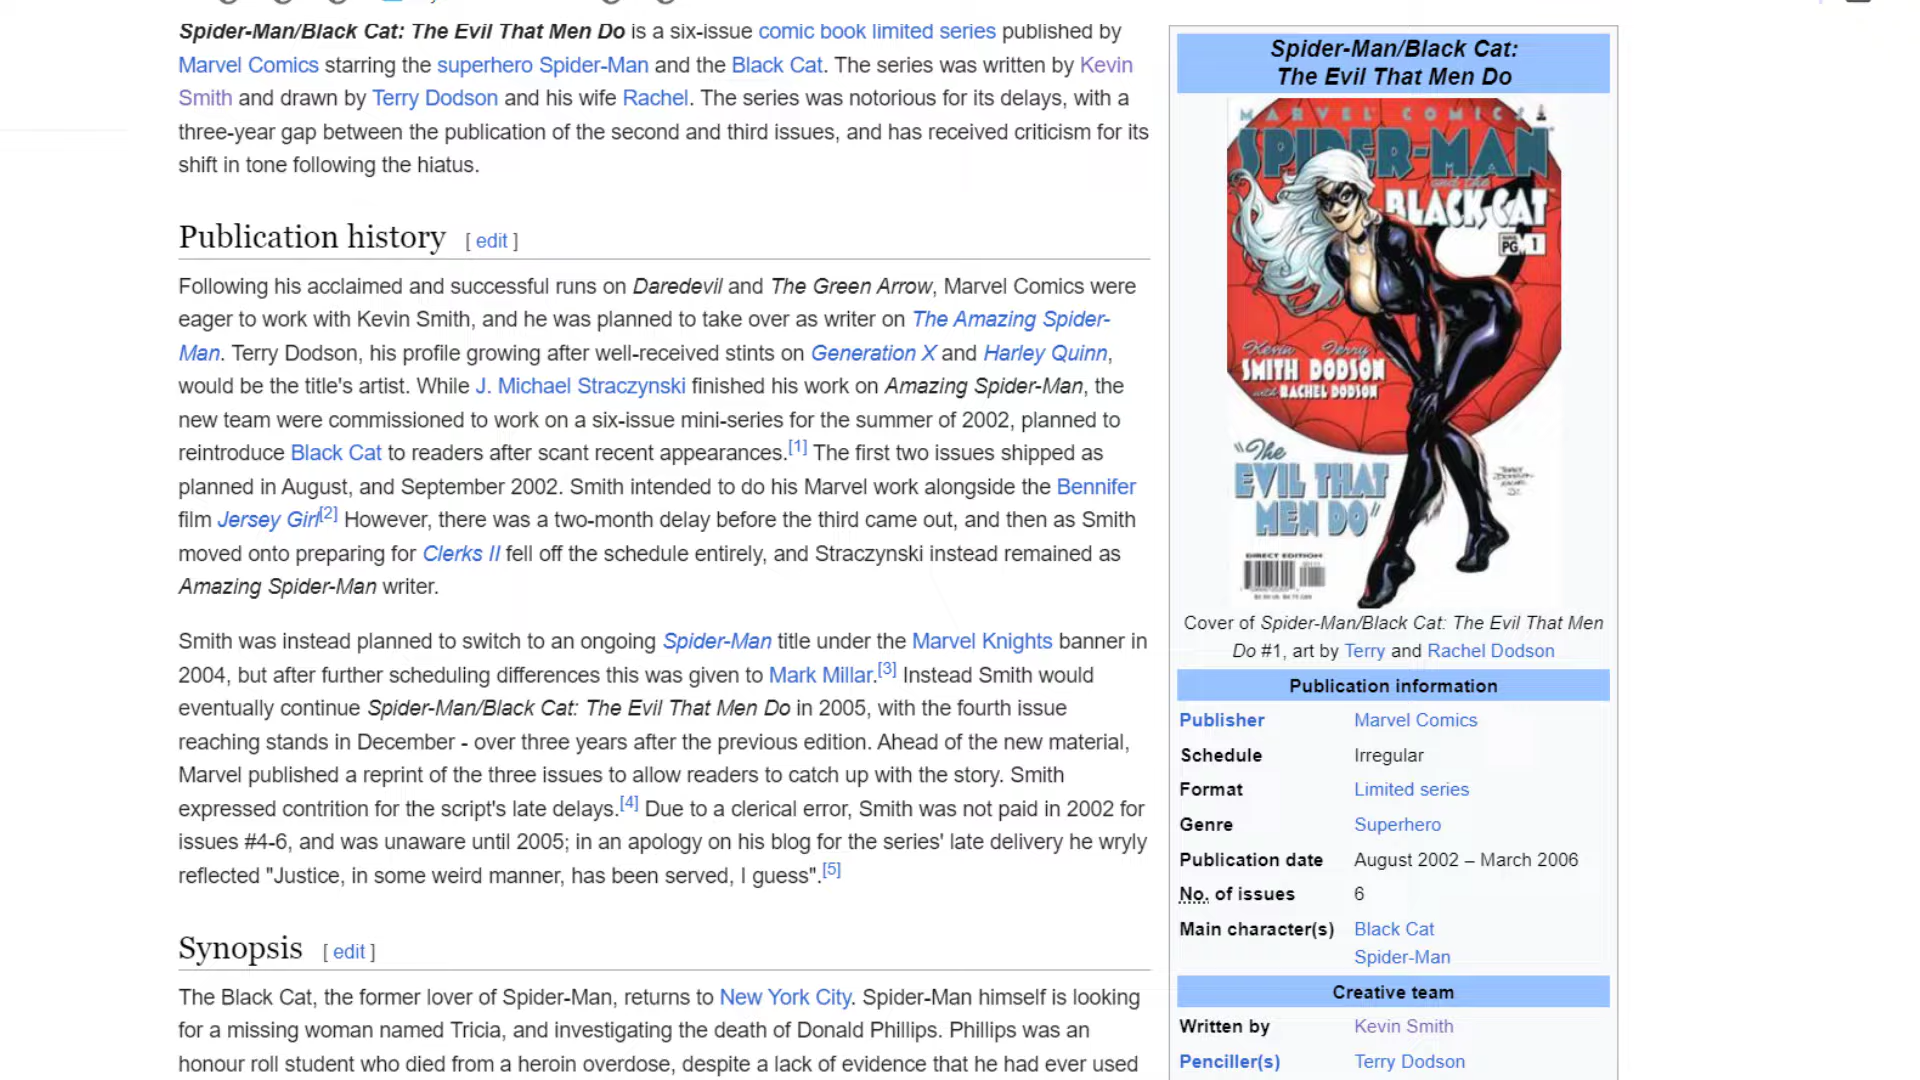 Spider-Man/Black Cat: The Evil That Men Do is a six-issue comic book limited series published by
Marvel Comics starring the superhero Spider-Man and the Black Cat. The series was written by Kevin
Smith and drawn by Terry Dodson and his wife Rachel. The series was notorious for its delays, with a
three-year gap between the publication of the second and third issues, and has received criticism for its
shift in tone following the hiatus.
Publication history [ edit ]
Following his acclaimed and successful runs on Daredevil and The Green Arrow, Marvel Comics were
eager to work with Kevin Smith, and he was planned to take over as writer on The Amazing Spider-
Man. Terry Dodson, his profile growing after well-received stints on Generation X and Harley Quinn,
would be the title's artist. While J. Michael Straczynski finished his work on Amazing Spider-Man, the
new team were commissioned to work on a six-issue mini-series for the summer of 2002, planned to
reintroduce Black Cat to readers after scant recent appearances.[1] The first two issues shipped as
planned in August, and September 2002. Smith intended to do his Marvel work alongside the Bennifer
film Jersey Girl[2] However, there was a two-month delay before the third came out, and then as Smith
moved onto preparing for Clerks II fell off the schedule entirely, and Straczynski instead remained as
Amazing Spider-Man writer.
Smith was instead planned to switch to an ongoing Spider-Man title under the Marvel Knights banner in
2004, but after further scheduling differences this was given to Mark Millar.[3] Instead Smith would
eventually continue Spider-Man/Black Cat: The Evil That Men Do in 2005, with the fourth issue
reaching stands in December - over three years after the previous edition. Ahead of the new material,
Marvel published a reprint of the three issues to allow readers to catch up with the story. Smith
expressed contrition for the script's late delays.[4] Due to a clerical error, Smith was not paid in 2002 for
issues #4-6, and was unaware until 2005; in an apology on his blog for the series' late delivery he wryly
reflected "Justice, in some weird manner, has been served, I guess".[5]
Synopsis [ edit ]
The Black Cat, the former lover of Spider-Man, returns to New York City. Spider-Man himself is looking
for a missing woman named Tricia, and investigating the death of Donald Phillips. Phillips was an
honour roll student who died from a heroin overdose, despite a lack of evidence that he had ever used
Spider-Man/Black Cat:
The Evil That Men Do
MARVEL COMICS
SPIDER-MAN
and the
BLACK CAT
PG 1
Kevin Terry
SMITH DODSON
with RACHEL DODSON
"The
EVIL THAT
MEN DO"
DIRECT EDITION
Cover of Spider-Man/Black Cat: The Evil That Men
Do #1, art by Terry and Rachel Dodson
Publication information
Publisher Marvel Comics
Schedule Irregular
Format Limited series
Genre Superhero
Publication date August 2002 – March 2006
No. of issues 6
Main character(s) Black Cat
Spider-Man
Creative team
Written by Kevin Smith
Penciller(s) Terry Dodson